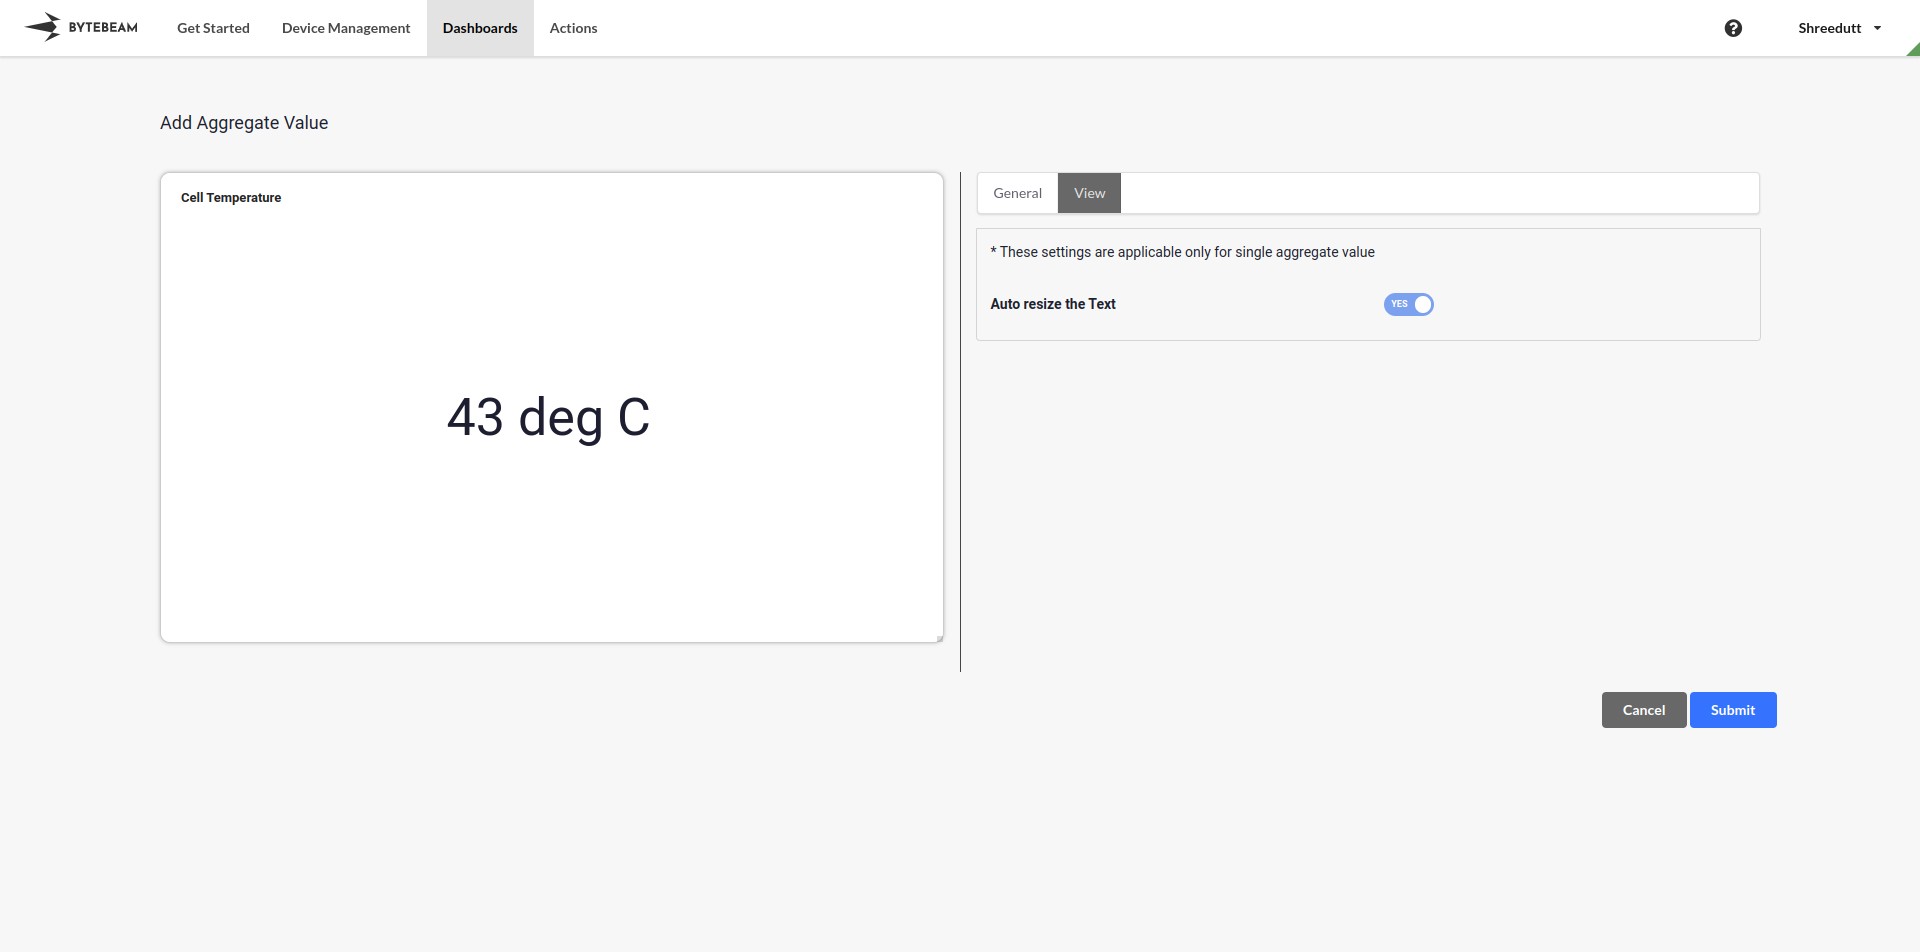 BYTEBEAM
Get Started
Device Management
Dashboards
Actions
Shreedutt
Add Aggregate Value
Cell Temperature
43 deg C
General
View
* These settings are applicable only for single aggregate value
Auto resize the Text
YES
Cancel
Submit